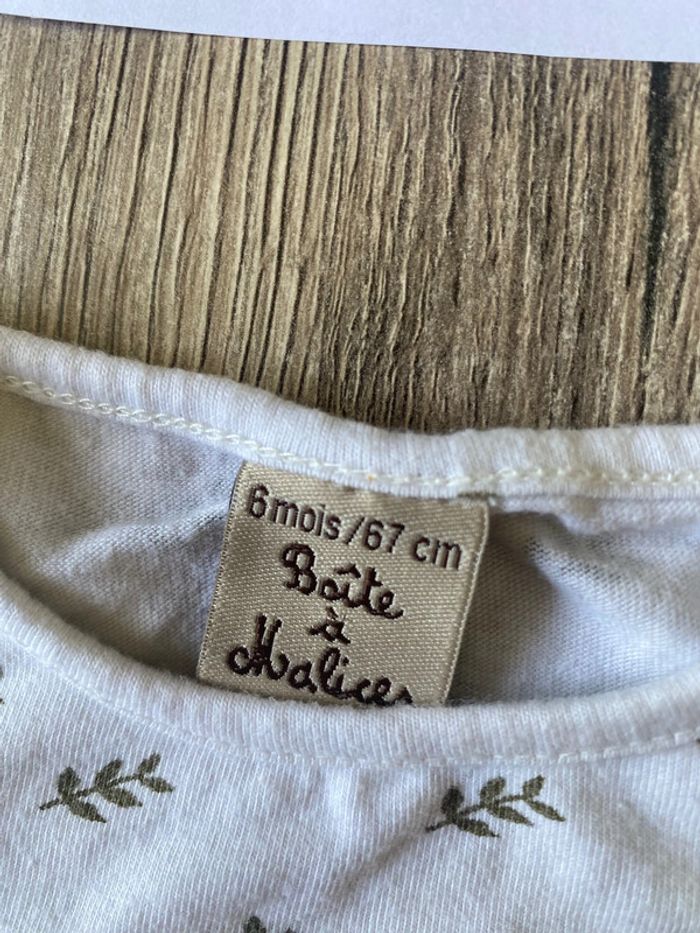 6 mois / 67 cm
Boîte
à
Malices